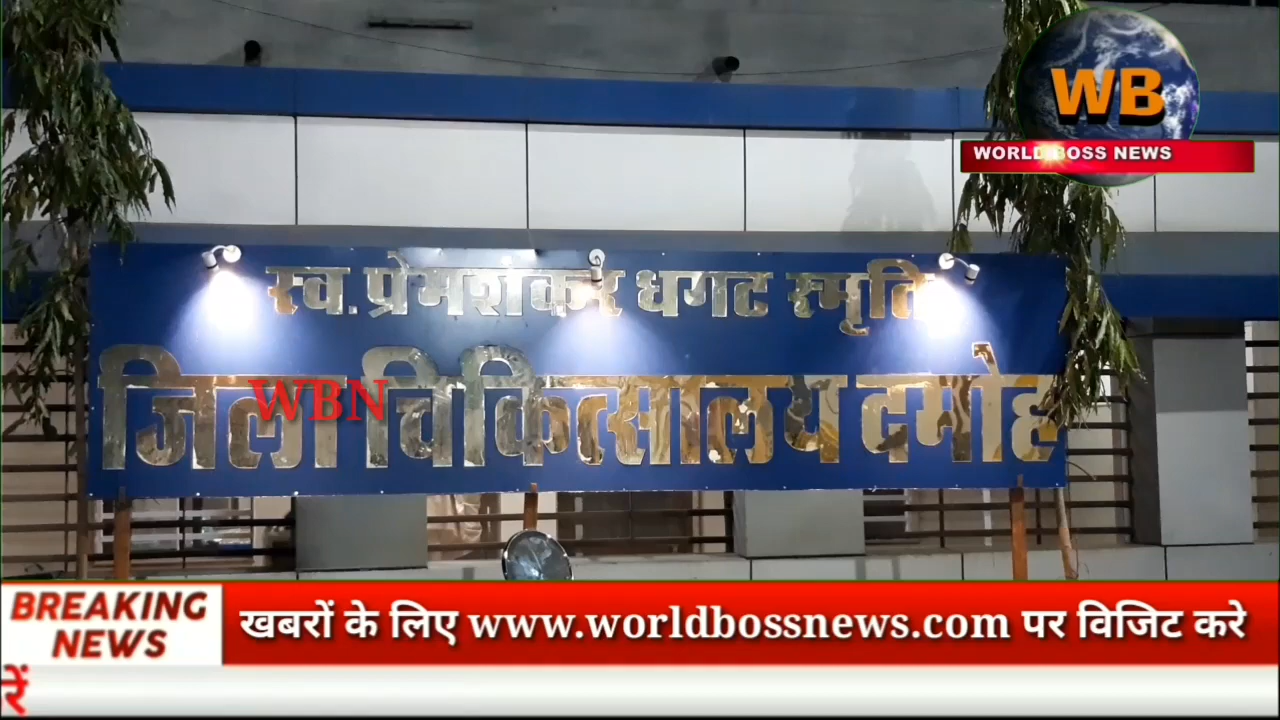 WB
WORLD BOSS NEWS
स्व. प्रेमशंकर धगट स्मृति
जिला चिकित्सालय दमोह
WBN
BREAKING NEWS
खबरों के लिए www.worldbossnews.com पर विजिट करे
रें